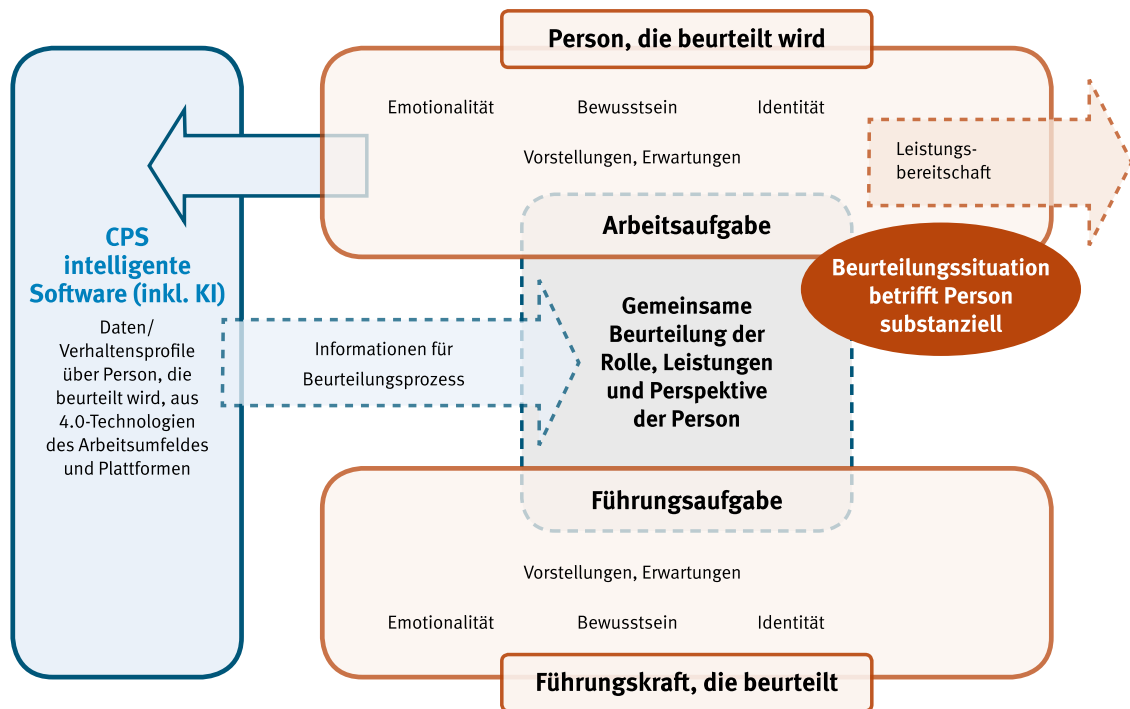 Person, die beurteilt wird
Emotionalität
Bewusstsein
Identität
Vorstellungen, Erwartungen
Leistungs-
bereitschaft
Arbeitsaufgabe
Beurteilungssituation
betrifft Person
substanziell
CPS
intelligente
Software (inkl. KI)
Daten/
Verhaltensprofile
über Person, die
beurteilt wird, aus
4.0-Technologien
des Arbeitsumfeldes
und Plattformen
Informationen für
Beurteilungsprozess
Gemeinsame
Beurteilung der
Rolle, Leistungen
und Perspektive
der Person
Führungsaufgabe
Vorstellungen, Erwartungen
Emotionalität
Bewusstsein
Identität
Führungskraft, die beurteilt